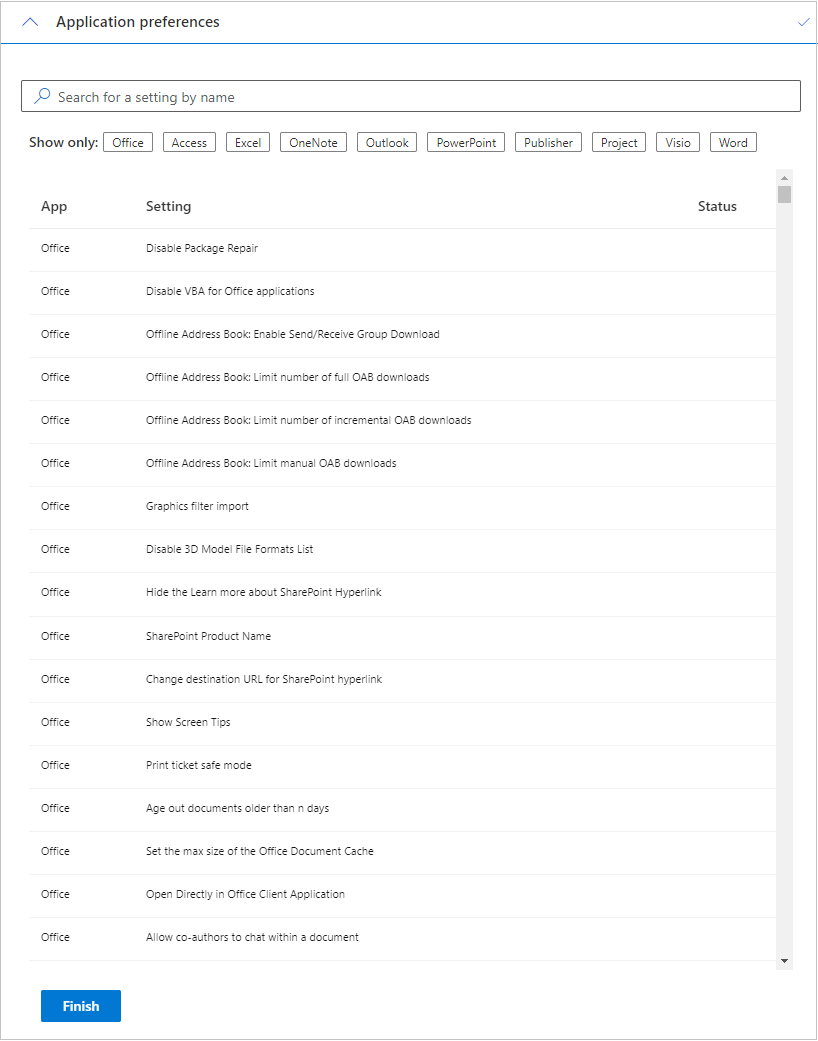 Application preferences
Search for a setting by name
Show only: Office Access Excel OneNote Outlook PowerPoint Publisher Project Visio Word
App Setting Status
Office Disable Package Repair
Office Disable VBA for Office applications
Office Offline Address Book: Enable Send/Receive Group Download
Office Offline Address Book: Limit number of full OAB downloads
Office Offline Address Book: Limit number of incremental OAB downloads
Office Offline Address Book: Limit manual OAB downloads
Office Graphics filter import
Office Disable 3D Model File Formats List
Office Hide the Learn more about SharePoint Hyperlink
Office SharePoint Product Name
Office Change destination URL for SharePoint hyperlink
Office Show Screen Tips
Office Print ticket safe mode
Office Age out documents older than n days
Office Set the max size of the Office Document Cache
Office Open Directly in Office Client Application
Office Allow co-authors to chat within a document
Finish